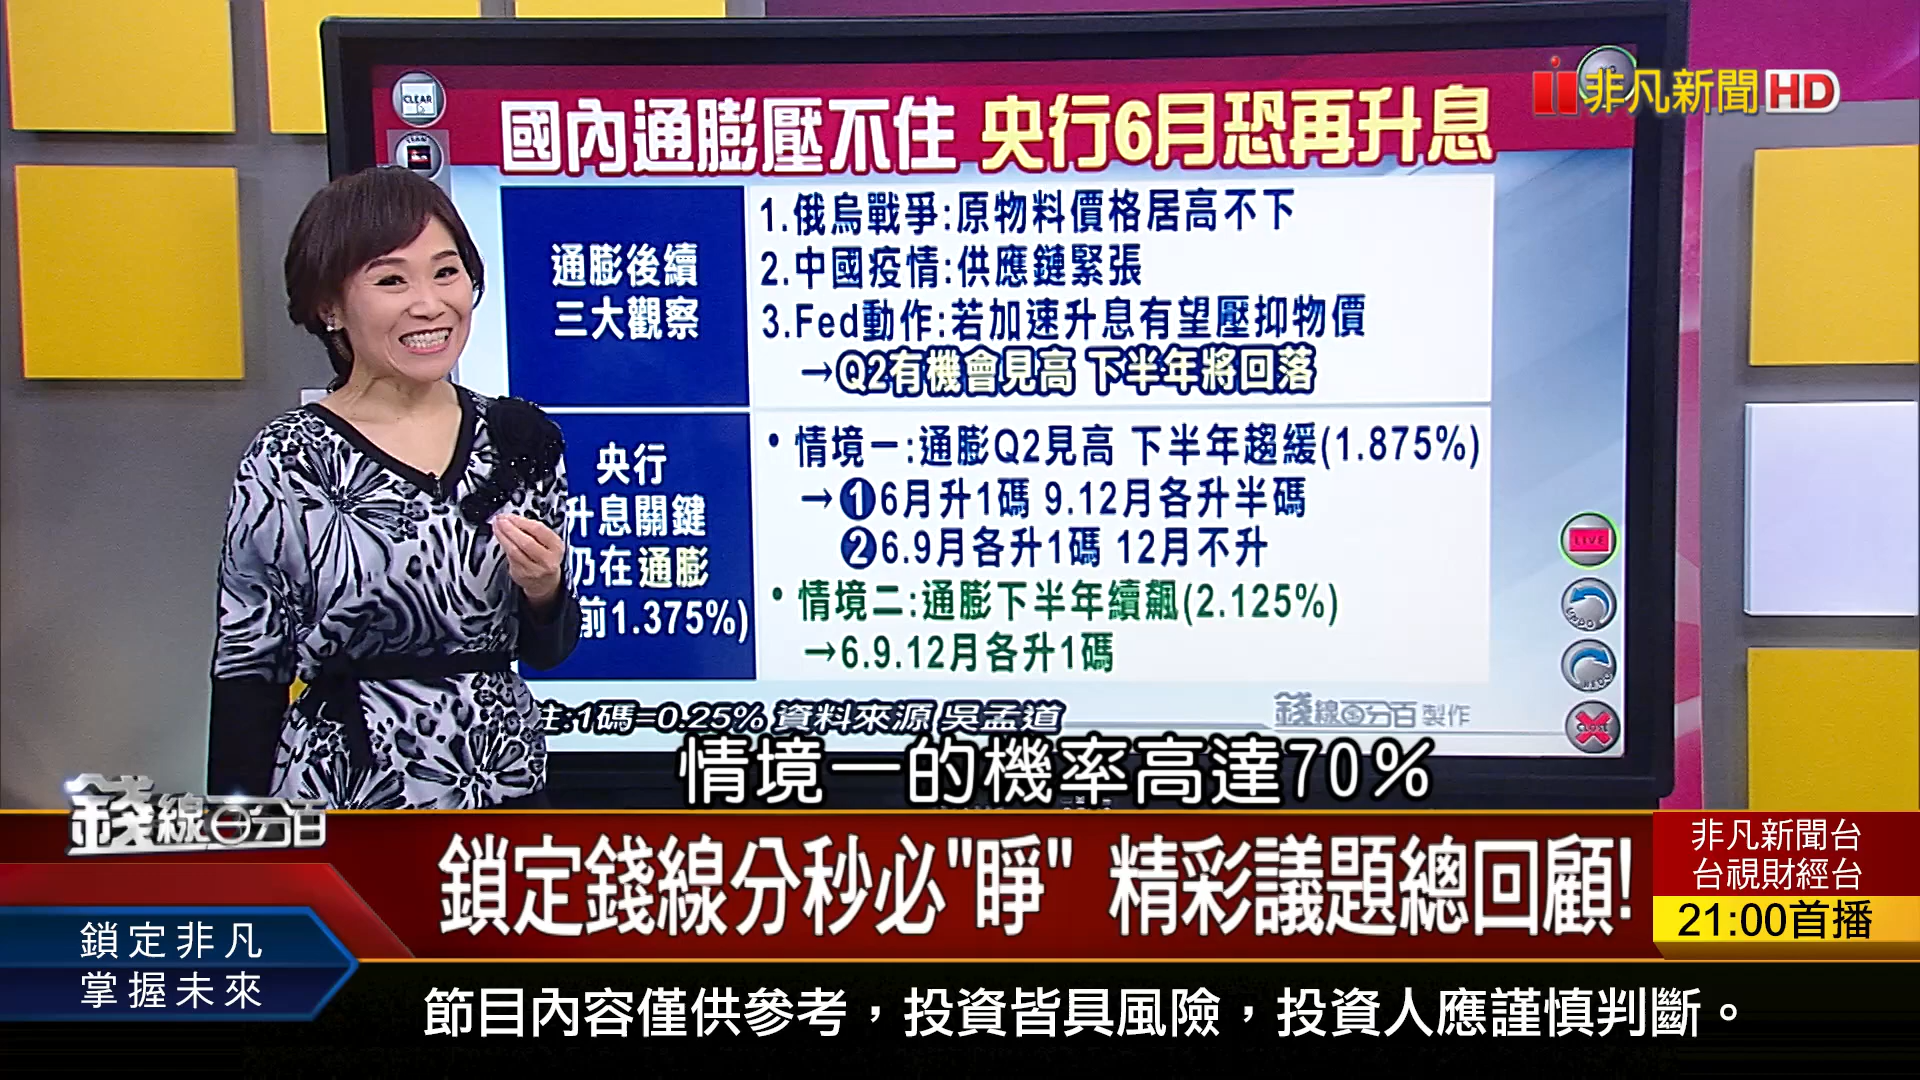 非凡新聞HD
CLEAR
國內通膨壓不住 央行6月恐再升息
通膨後續
三大觀察
1.俄烏戰爭:原物料價格居高不下
2.中國疫情:供應鏈緊張
3.Fed動作:若加速升息有望壓抑物價
→Q2有機會見高 下半年將回落
央行
升息關鍵
仍在通膨
前1.375%)
•情境一:通膨Q2見高 下半年趨緩(1.875%)
→①6月升1碼 9.12月各升半碼
②6.9月各升1碼 12月不升
•情境二:通膨下半年續飆(2.125%)
→6.9.12月各升1碼
LIVE
UNDO
REDO
CLOSE
註:1碼=0.25% 資料來源 吳孟道
錢線百分百 製作
情境一的機率高達70%
錢線百分百
鎖定錢線分秒必"睜" 精彩議題總回顧!
非凡新聞台
台視財經台
21:00首播
鎖定非凡
掌握未來
節目內容僅供參考，投資皆具風險，投資人應謹慎判斷。